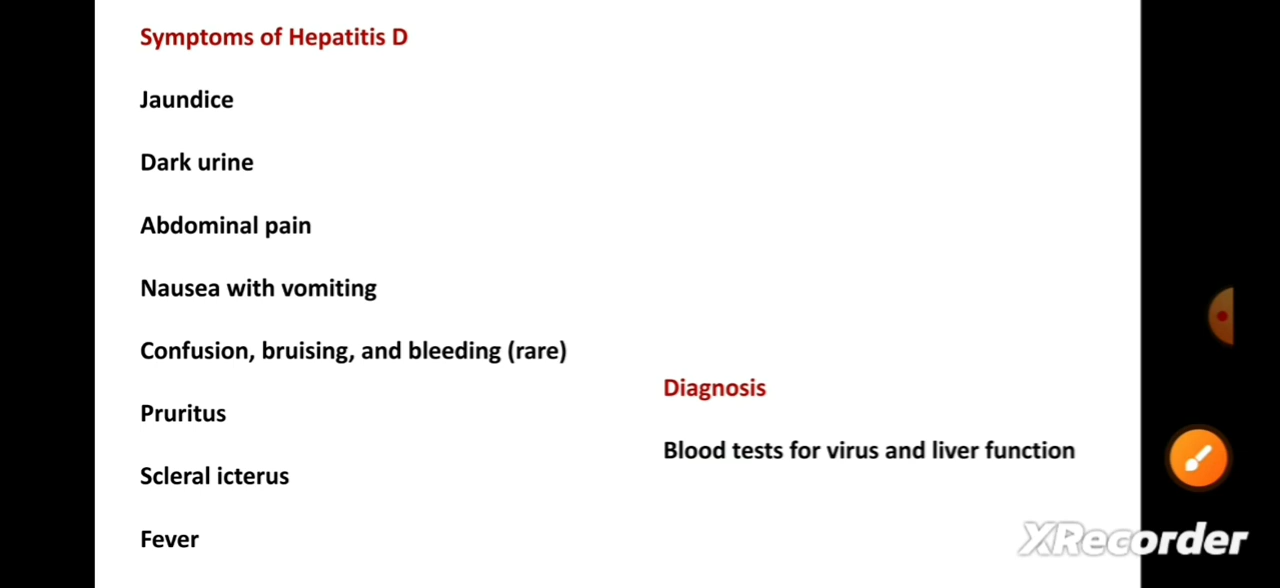 Symptoms of Hepatitis D
Jaundice
Dark urine
Abdominal pain
Nausea with vomiting
Confusion, bruising, and bleeding (rare)
Pruritus
Scleral icterus
Fever
Diagnosis
Blood tests for virus and liver function
XRecorder